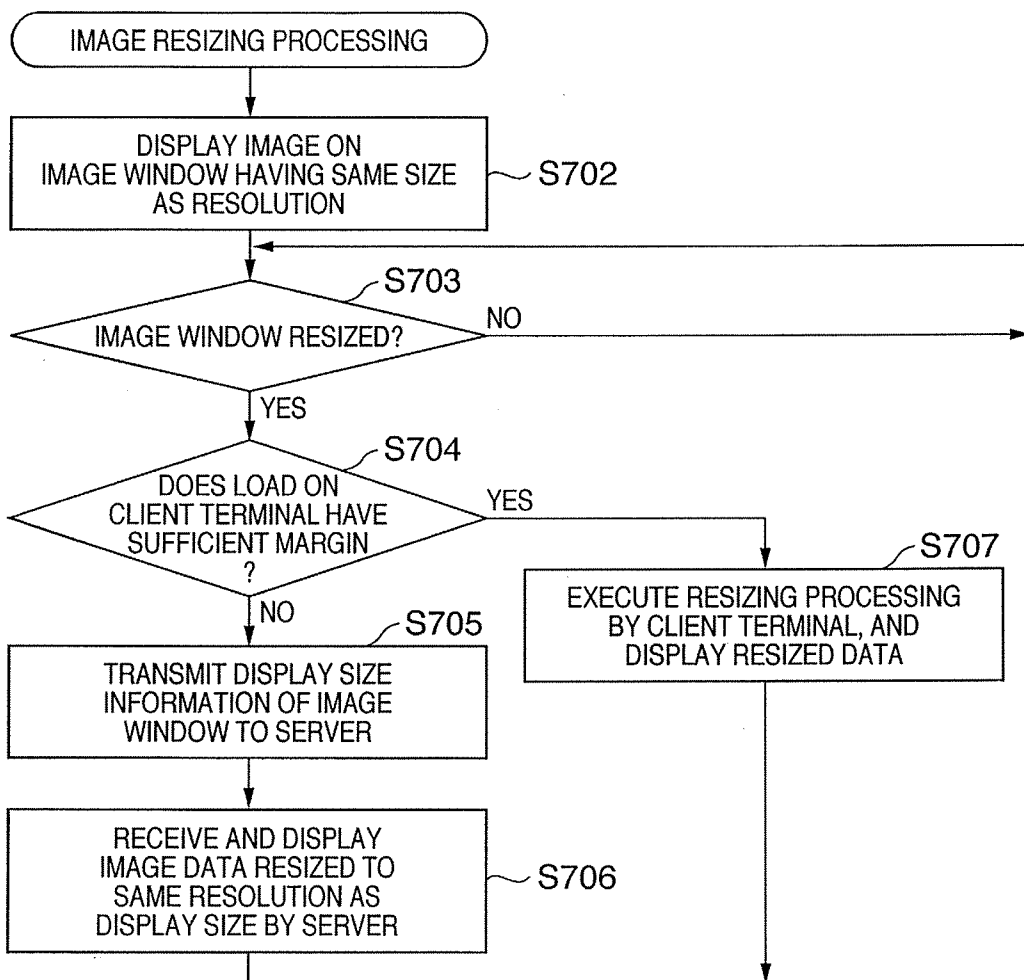 IMAGE RESIZING PROCESSING
DISPLAY IMAGE ON
IMAGE WINDOW HAVING SAME SIZE
AS RESOLUTION
S702
S703
IMAGE WINDOW RESIZED?
NO
YES
S704
DOES LOAD ON
CLIENT TERMINAL HAVE
SUFFICIENT MARGIN
?
YES
NO
S707
EXECUTE RESIZING PROCESSING
BY CLIENT TERMINAL, AND
DISPLAY RESIZED DATA
S705
TRANSMIT DISPLAY SIZE
INFORMATION OF IMAGE
WINDOW TO SERVER
RECEIVE AND DISPLAY
IMAGE DATA RESIZED TO
SAME RESOLUTION AS
DISPLAY SIZE BY SERVER
S706